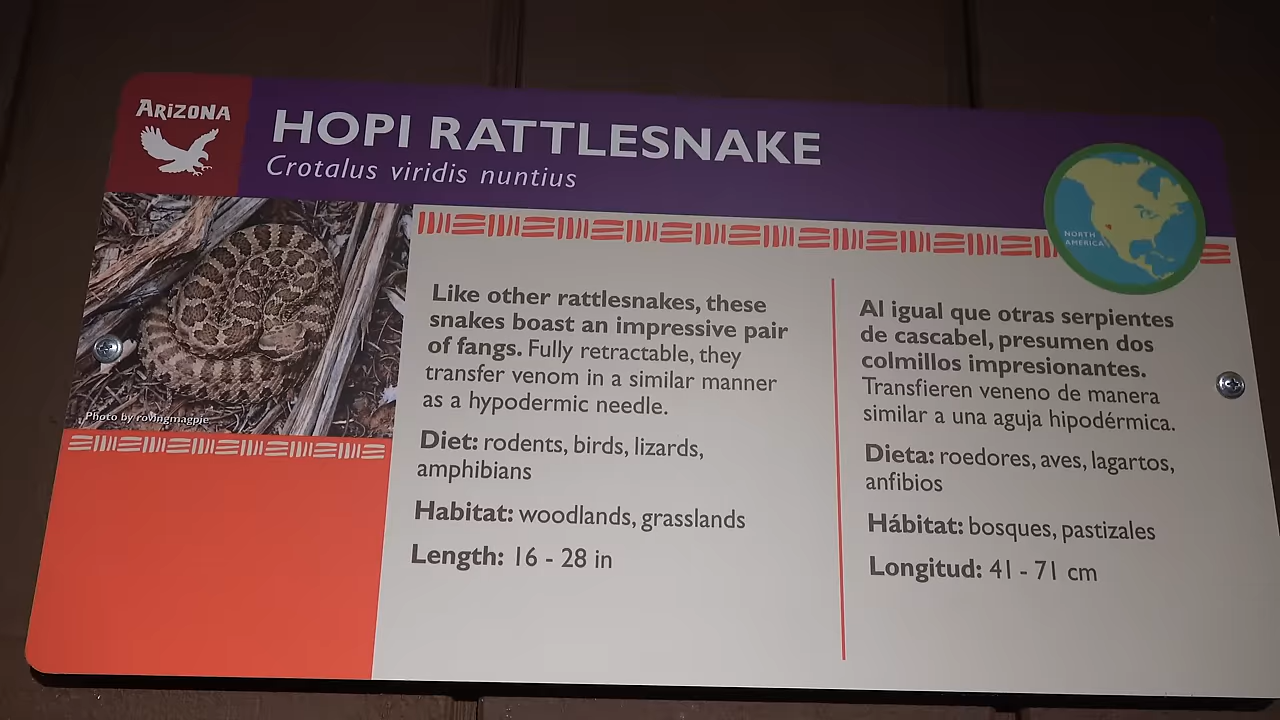 ARiZONA
HOPI RATTLESNAKE
Crotalus viridis nuntius
NORTH
AMERICA
Photo by rovingmagpie
Like other rattlesnakes, these
snakes boast an impressive pair
of fangs. Fully retractable, they
transfer venom in a similar manner
as a hypodermic needle.
Diet: rodents, birds, lizards,
amphibians
Habitat: woodlands, grasslands
Length: 16 - 28 in
Al igual que otras serpientes
de cascabel, presumen dos
colmillos impresionantes.
Transfieren veneno de manera
similar a una aguja hipodérmica.
Dieta: roedores, aves, lagartos,
anfibios
Hábitat: bosques, pastizales
Longitud: 41 - 71 cm